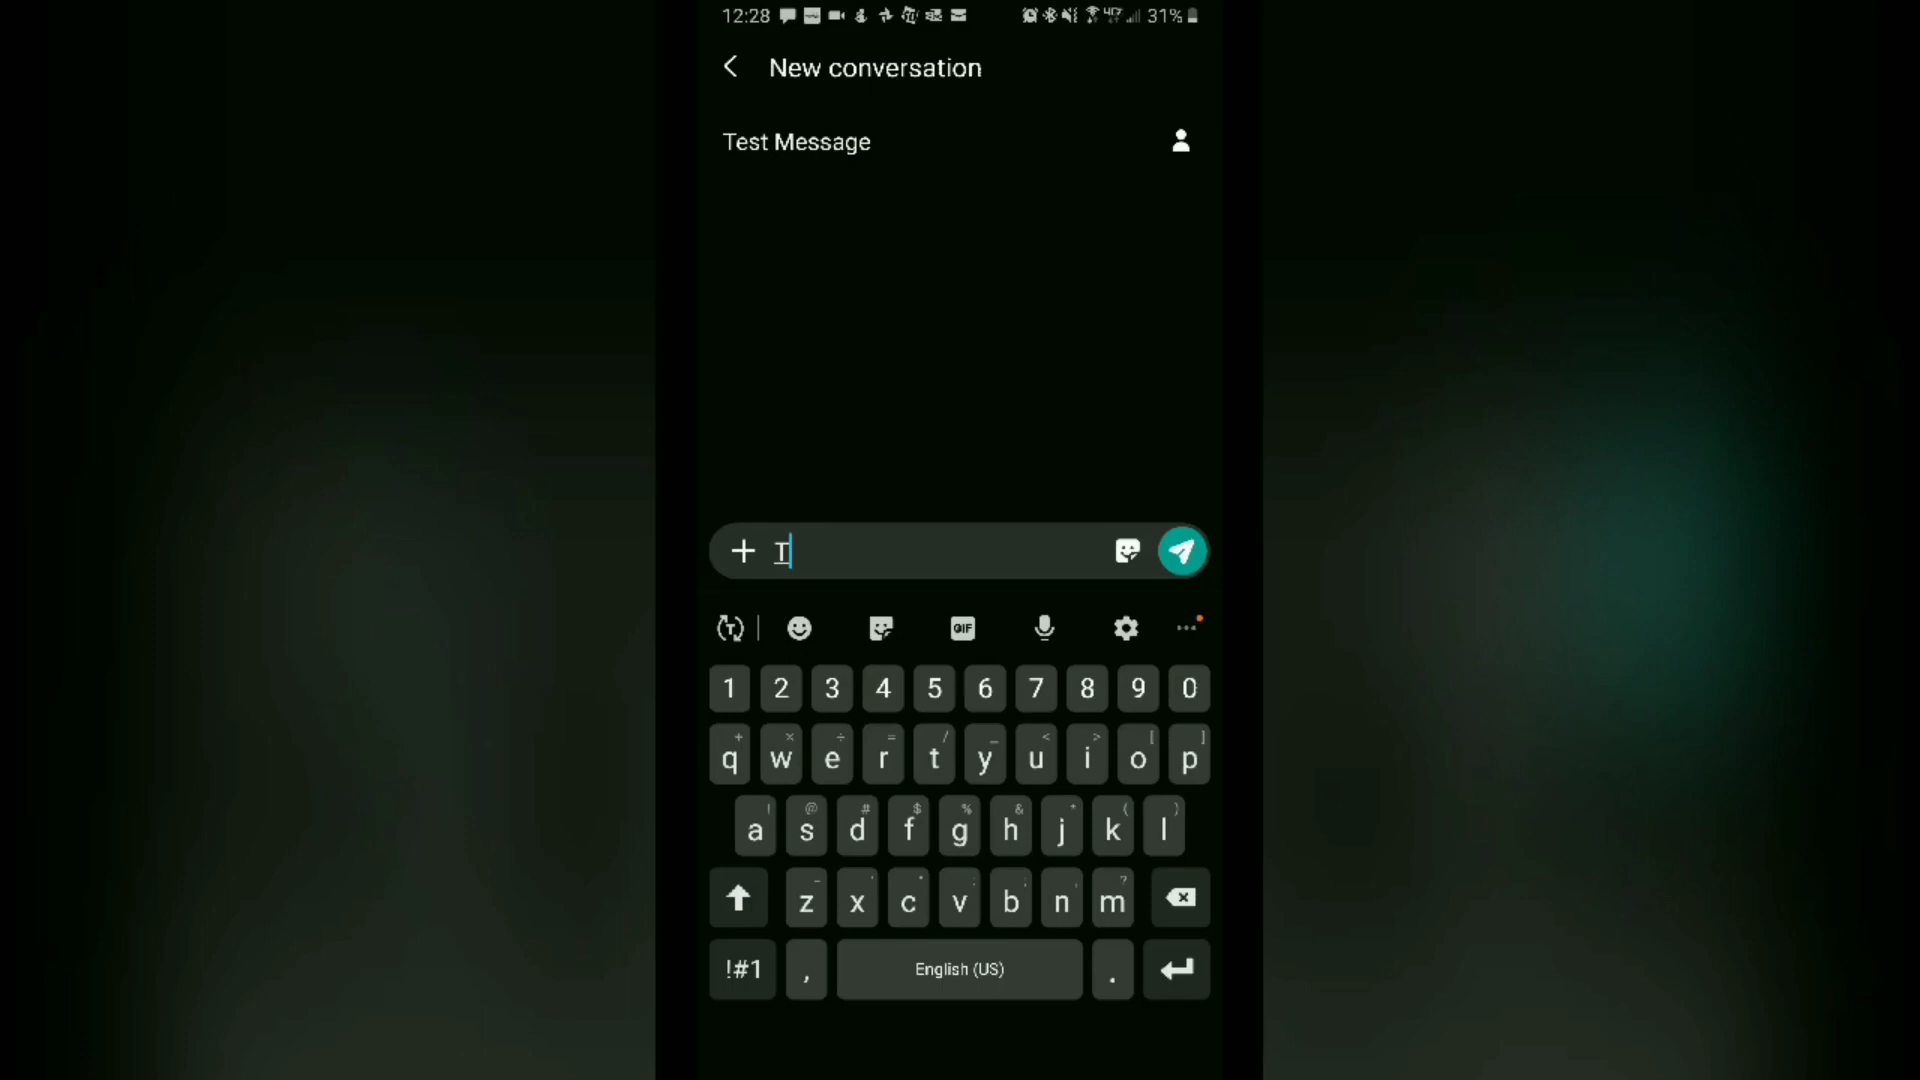 12:28 31%
New conversation
Test Message
T
T GIF
1 2 3 4 5 6 7 8 9 0
+ × ÷ = / _ < > [ ]
q w e r t y u i o p
! @ # $ % & * ( )
a s d f g h j k l
- ' " : ; , ?
z x c v b n m
!#1 , English (US) .